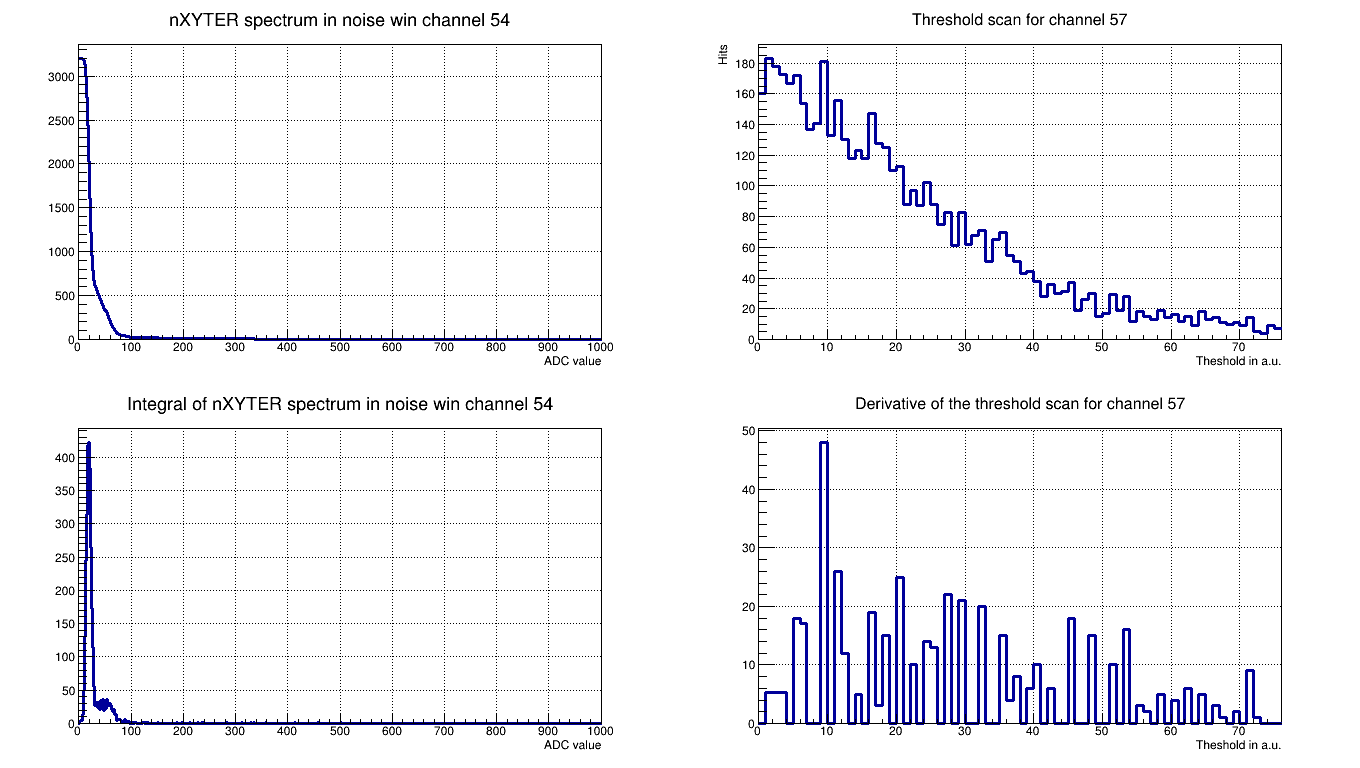 nXYTER spectrum in noise win channel 54
3000
2500
2000
1500
1000
500
0
0 100 200 300 400 500 600 700 800 900 1000
ADC value
Threshold scan for channel 57
Hits
180
160
140
120
100
80
60
40
20
0
0 10 20 30 40 50 60 70
Theshold in a.u.
Integral of nXYTER spectrum in noise win channel 54
400
350
300
250
200
150
100
50
0
0 100 200 300 400 500 600 700 800 900 1000
ADC value
Derivative of the threshold scan for channel 57
50
40
30
20
10
0
0 10 20 30 40 50 60 70
Theshold in a.u.